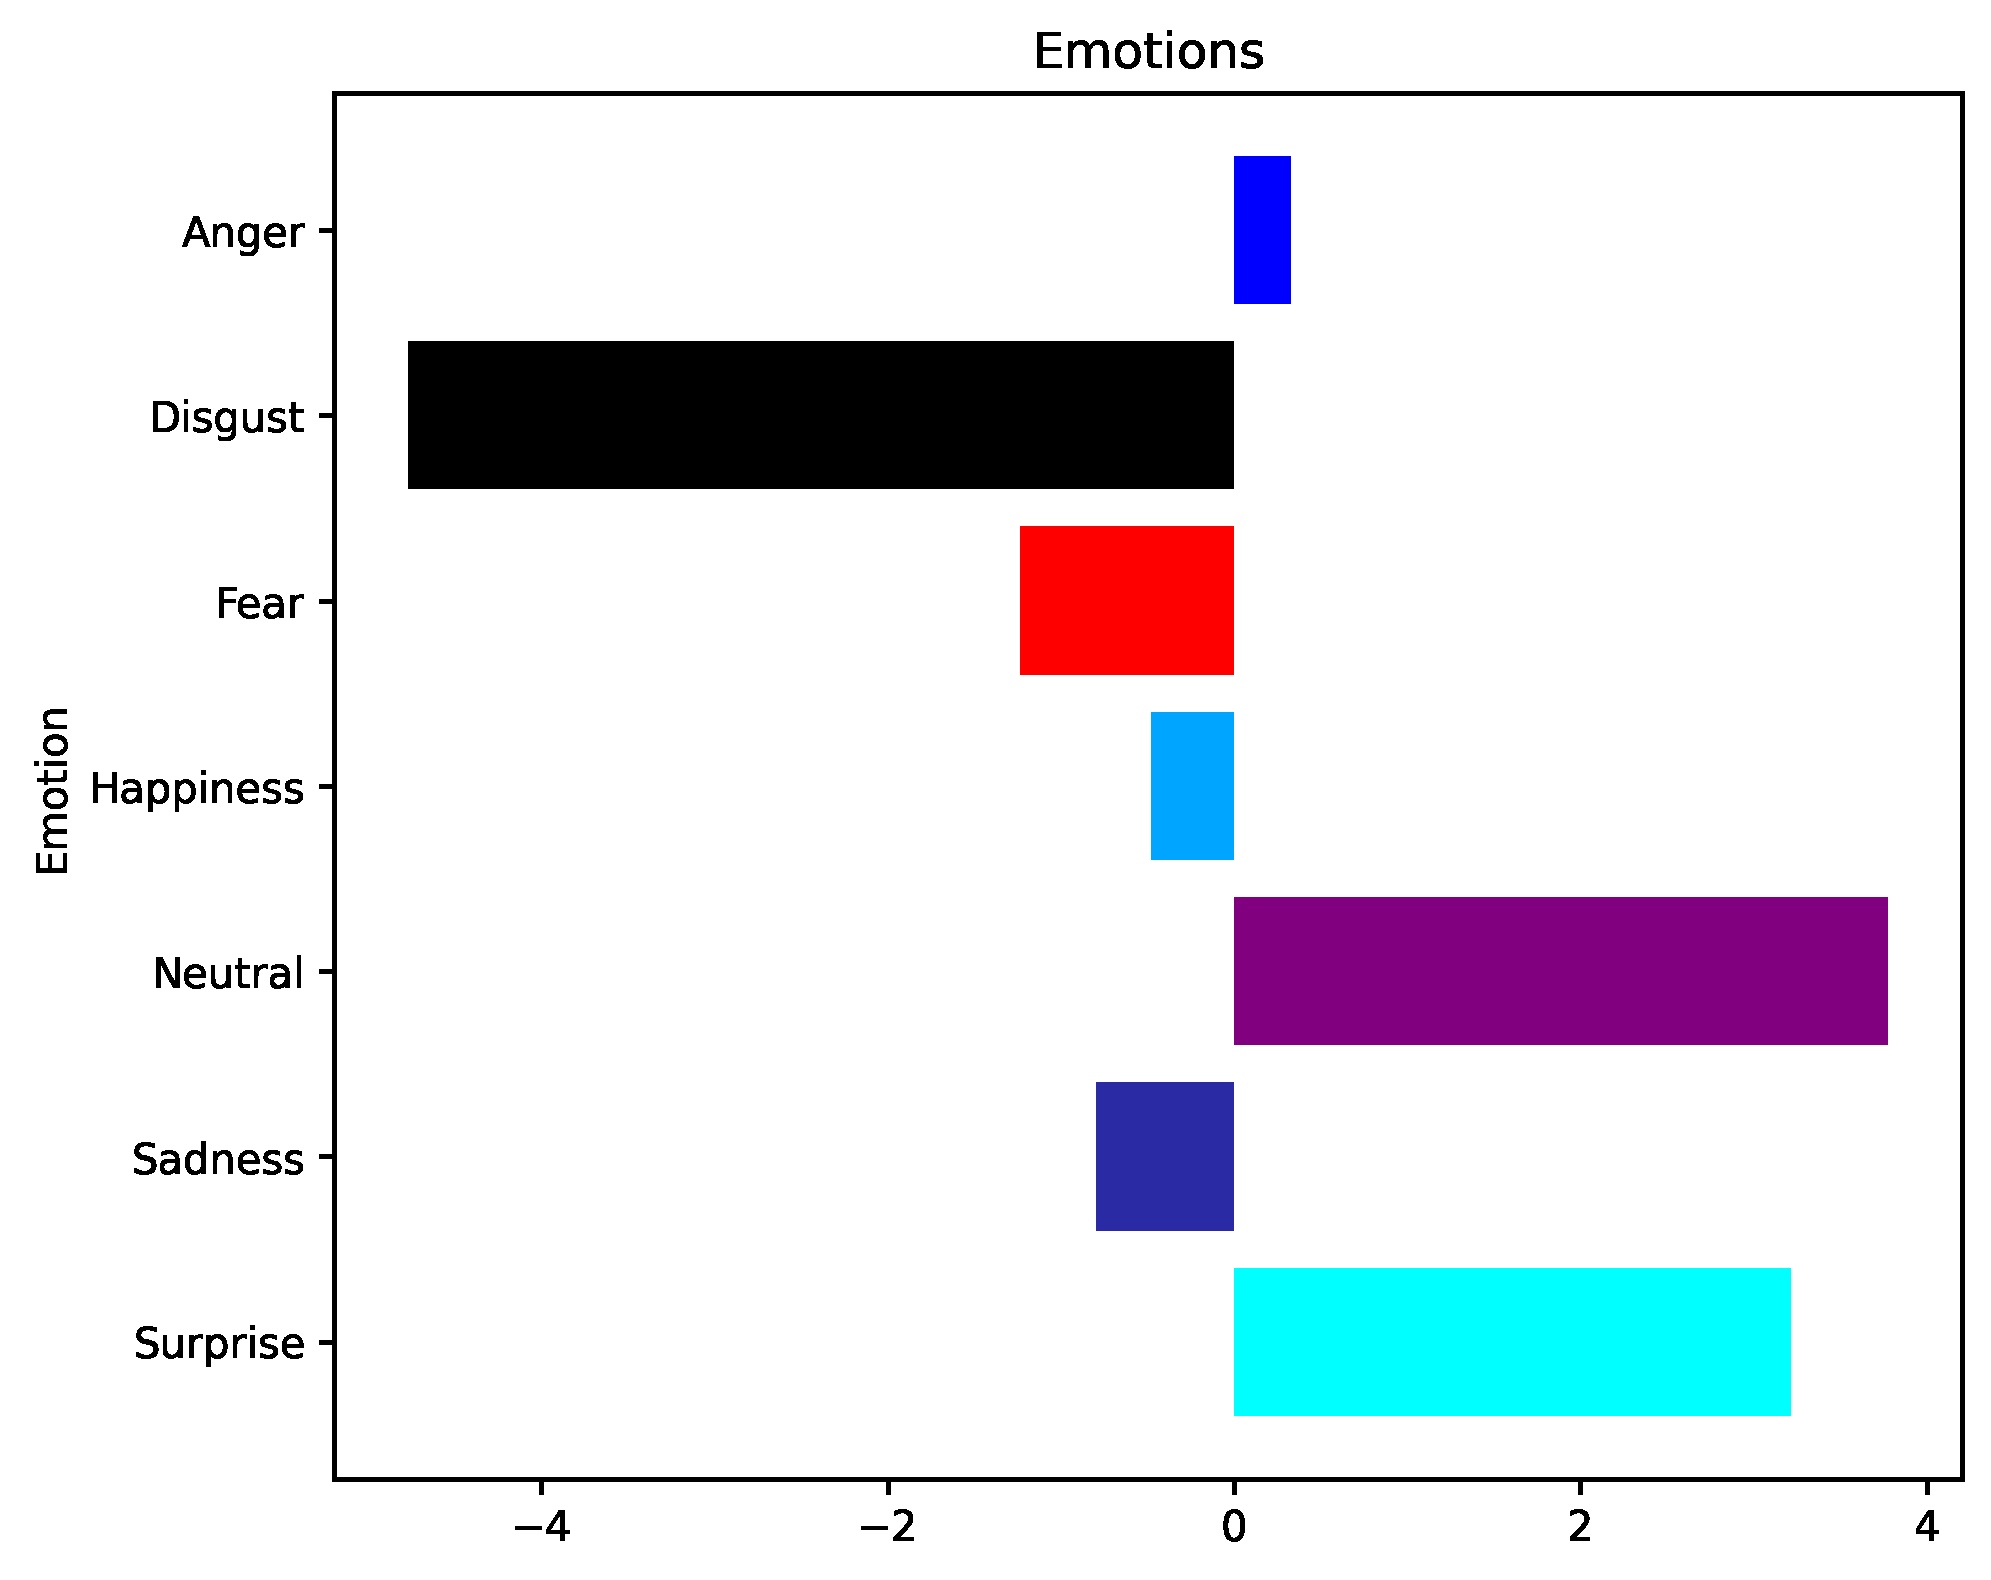 Emotions
Emotion
Anger
Disgust
Fear
Happiness
Neutral
Sadness
Surprise
−4
−2
0
2
4